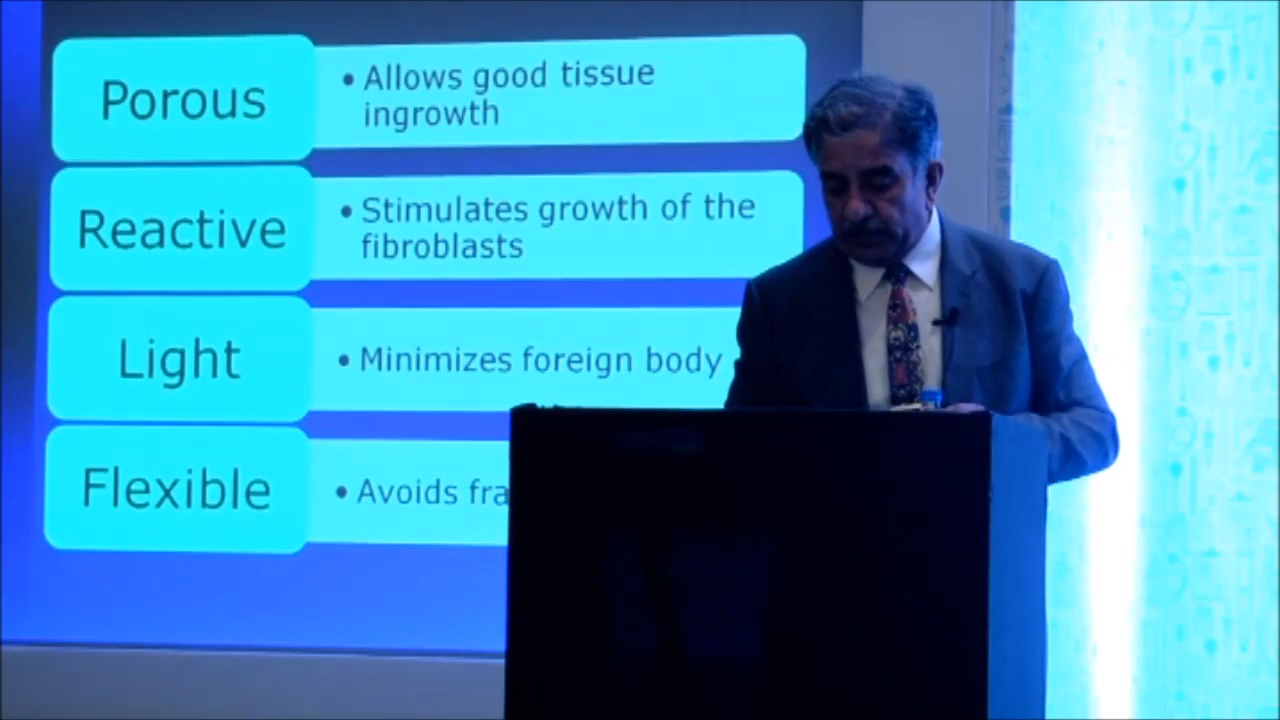 Porous
• Allows good tissue
ingrowth
Reactive
• Stimulates growth of the
fibroblasts
Light
• Minimizes foreign body
Flexible
• Avoids